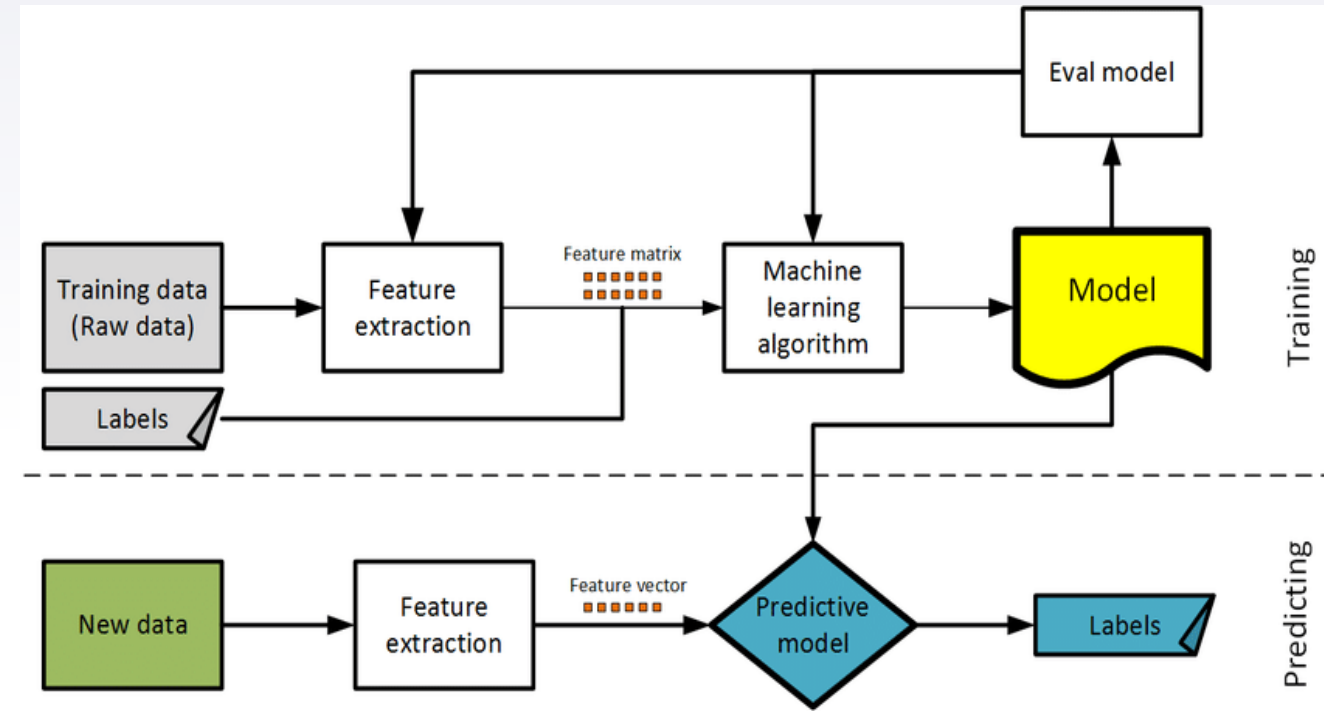 Eval model
Training data
(Raw data)
Feature
extraction
Feature matrix
Machine
learning
algorithm
Model
Training
Labels
New data
Feature
extraction
Feature vector
Predictive
model
Labels
Predicting